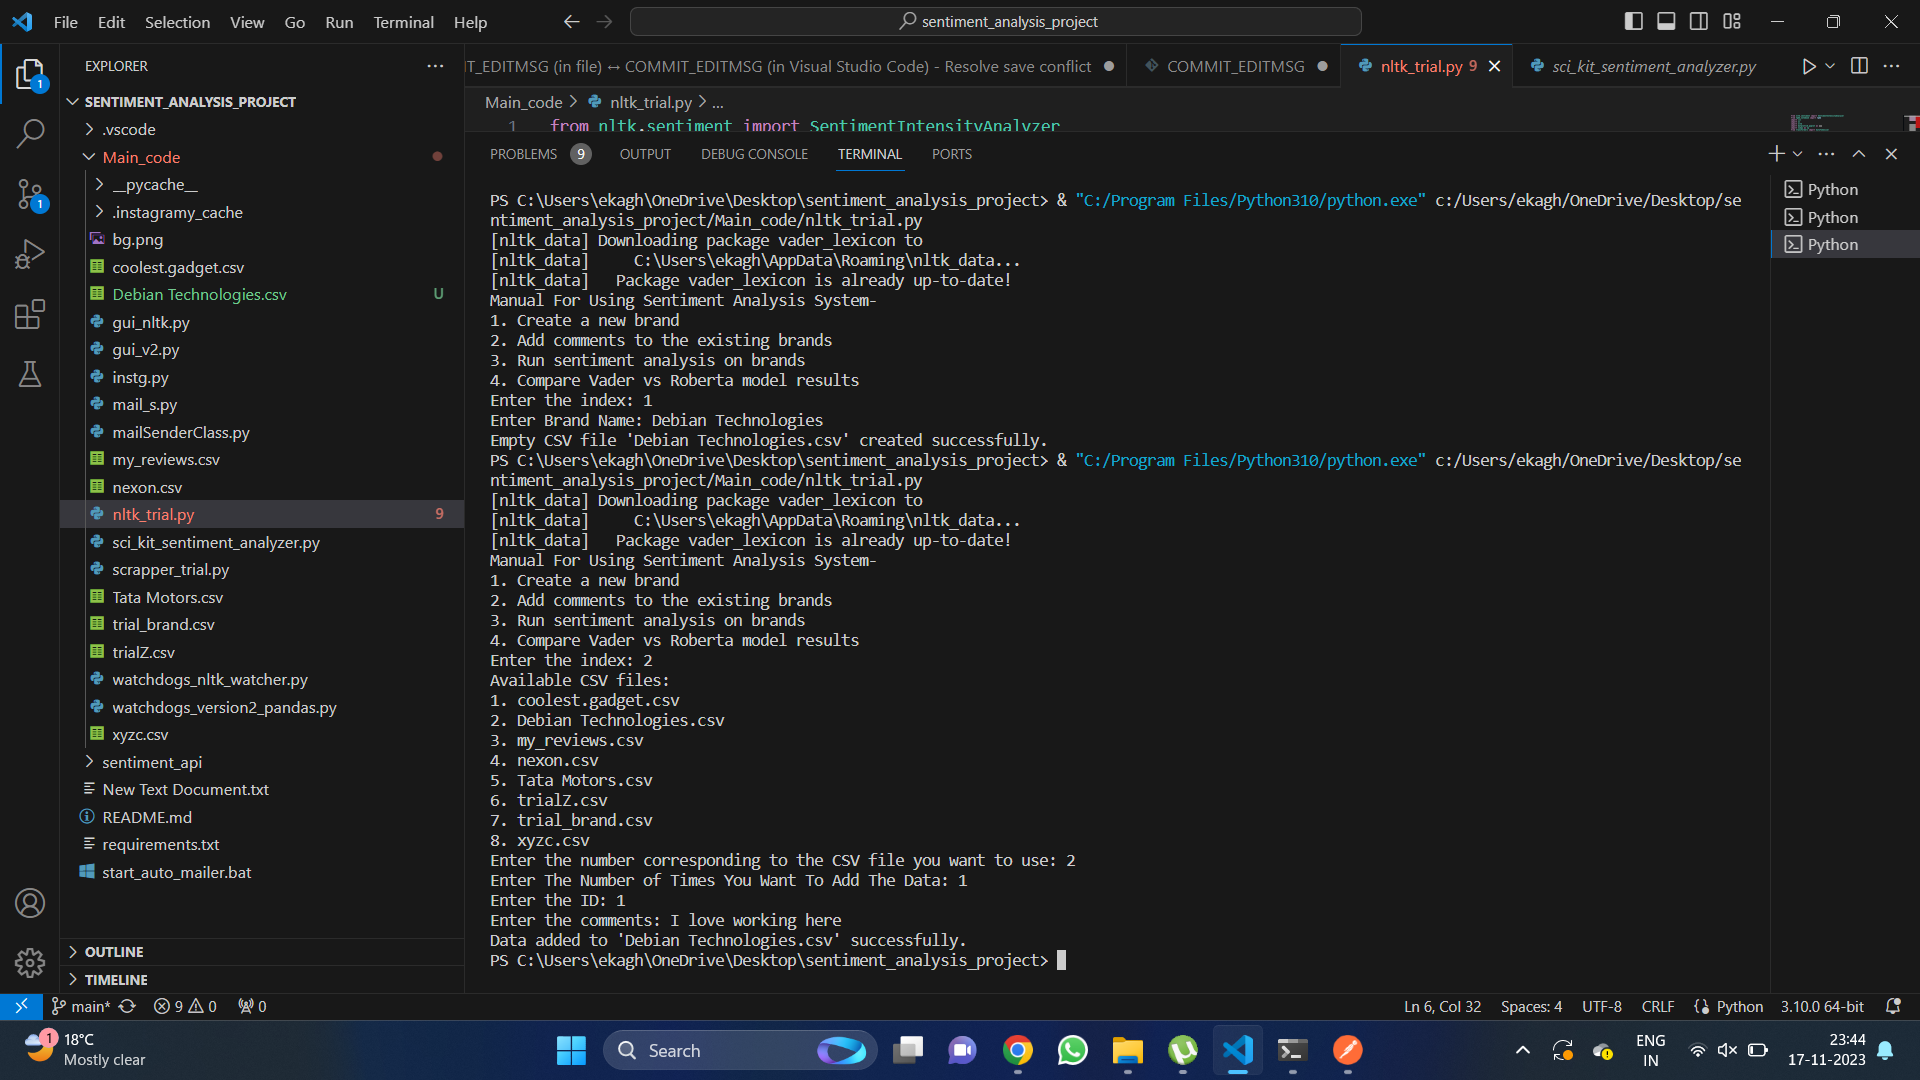 File Edit Selection View Go Run Terminal Help
sentiment_analysis_project
EXPLORER
SENTIMENT_ANALYSIS_PROJECT
.vscode
Main_code
__pycache__
.instagramy_cache
bg.png
coolest.gadget.csv
Debian Technologies.csv U
gui_nltk.py
gui_v2.py
instg.py
mail_s.py
mailSenderClass.py
my_reviews.csv
nexon.csv
nltk_trial.py 9
sci_kit_sentiment_analyzer.py
scrapper_trial.py
Tata Motors.csv
trial_brand.csv
trialZ.csv
watchdogs_nltk_watcher.py
watchdogs_version2_pandas.py
xyzc.csv
sentiment_api
New Text Document.txt
README.md
requirements.txt
start_auto_mailer.bat
OUTLINE
TIMELINE
1
1
T_EDITMSG (in file) ↔ COMMIT_EDITMSG (in Visual Studio Code) - Resolve save conflict
COMMIT_EDITMSG
nltk_trial.py 9
sci_kit_sentiment_analyzer.py
Main_code > nltk_trial.py > ...
1 from nltk.sentiment import SentimentIntensityAnalyzer
PROBLEMS 9 OUTPUT DEBUG CONSOLE TERMINAL PORTS
PS C:\Users\ekagh\OneDrive\Desktop\sentiment_analysis_project> & "C:/Program Files/Python310/python.exe" c:/Users/ekagh/OneDrive/Desktop/se
ntiment_analysis_project/Main_code/nltk_trial.py
[nltk_data] Downloading package vader_lexicon to
[nltk_data]     C:\Users\ekagh\AppData\Roaming\nltk_data...
[nltk_data]   Package vader_lexicon is already up-to-date!
Manual For Using Sentiment Analysis System-
1. Create a new brand
2. Add comments to the existing brands
3. Run sentiment analysis on brands
4. Compare Vader vs Roberta model results
Enter the index: 1
Enter Brand Name: Debian Technologies
Empty CSV file 'Debian Technologies.csv' created successfully.
PS C:\Users\ekagh\OneDrive\Desktop\sentiment_analysis_project> & "C:/Program Files/Python310/python.exe" c:/Users/ekagh/OneDrive/Desktop/se
ntiment_analysis_project/Main_code/nltk_trial.py
[nltk_data] Downloading package vader_lexicon to
[nltk_data]     C:\Users\ekagh\AppData\Roaming\nltk_data...
[nltk_data]   Package vader_lexicon is already up-to-date!
Manual For Using Sentiment Analysis System-
1. Create a new brand
2. Add comments to the existing brands
3. Run sentiment analysis on brands
4. Compare Vader vs Roberta model results
Enter the index: 2
Available CSV files:
1. coolest.gadget.csv
2. Debian Technologies.csv
3. my_reviews.csv
4. nexon.csv
5. Tata Motors.csv
6. trialZ.csv
7. trial_brand.csv
8. xyzc.csv
Enter the number corresponding to the CSV file you want to use: 2
Enter The Number of Times You Want To Add The Data: 1
Enter the ID: 1
Enter the comments: I love working here
Data added to 'Debian Technologies.csv' successfully.
PS C:\Users\ekagh\OneDrive\Desktop\sentiment_analysis_project>
Python
Python
Python
main* 9 0 0
Ln 6, Col 32 Spaces: 4 UTF-8 CRLF Python 3.10.0 64-bit
1
18°C
Mostly clear
Search
ENG
IN
23:44
17-11-2023